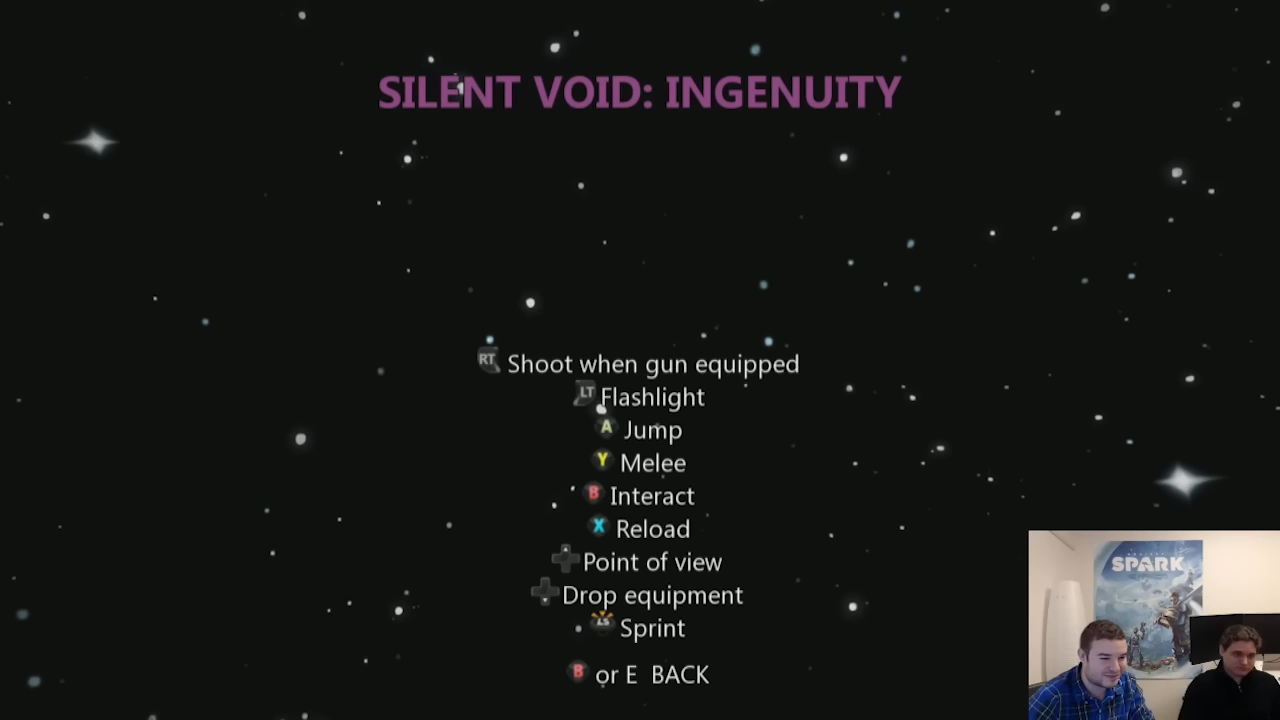 SILENT VOID: INGENUITY
RT Shoot when gun equipped
LT Flashlight
A Jump
Y Melee
B Interact
X Reload
Point of view
Drop equipment
LS Sprint
B or E BACK
SPARK